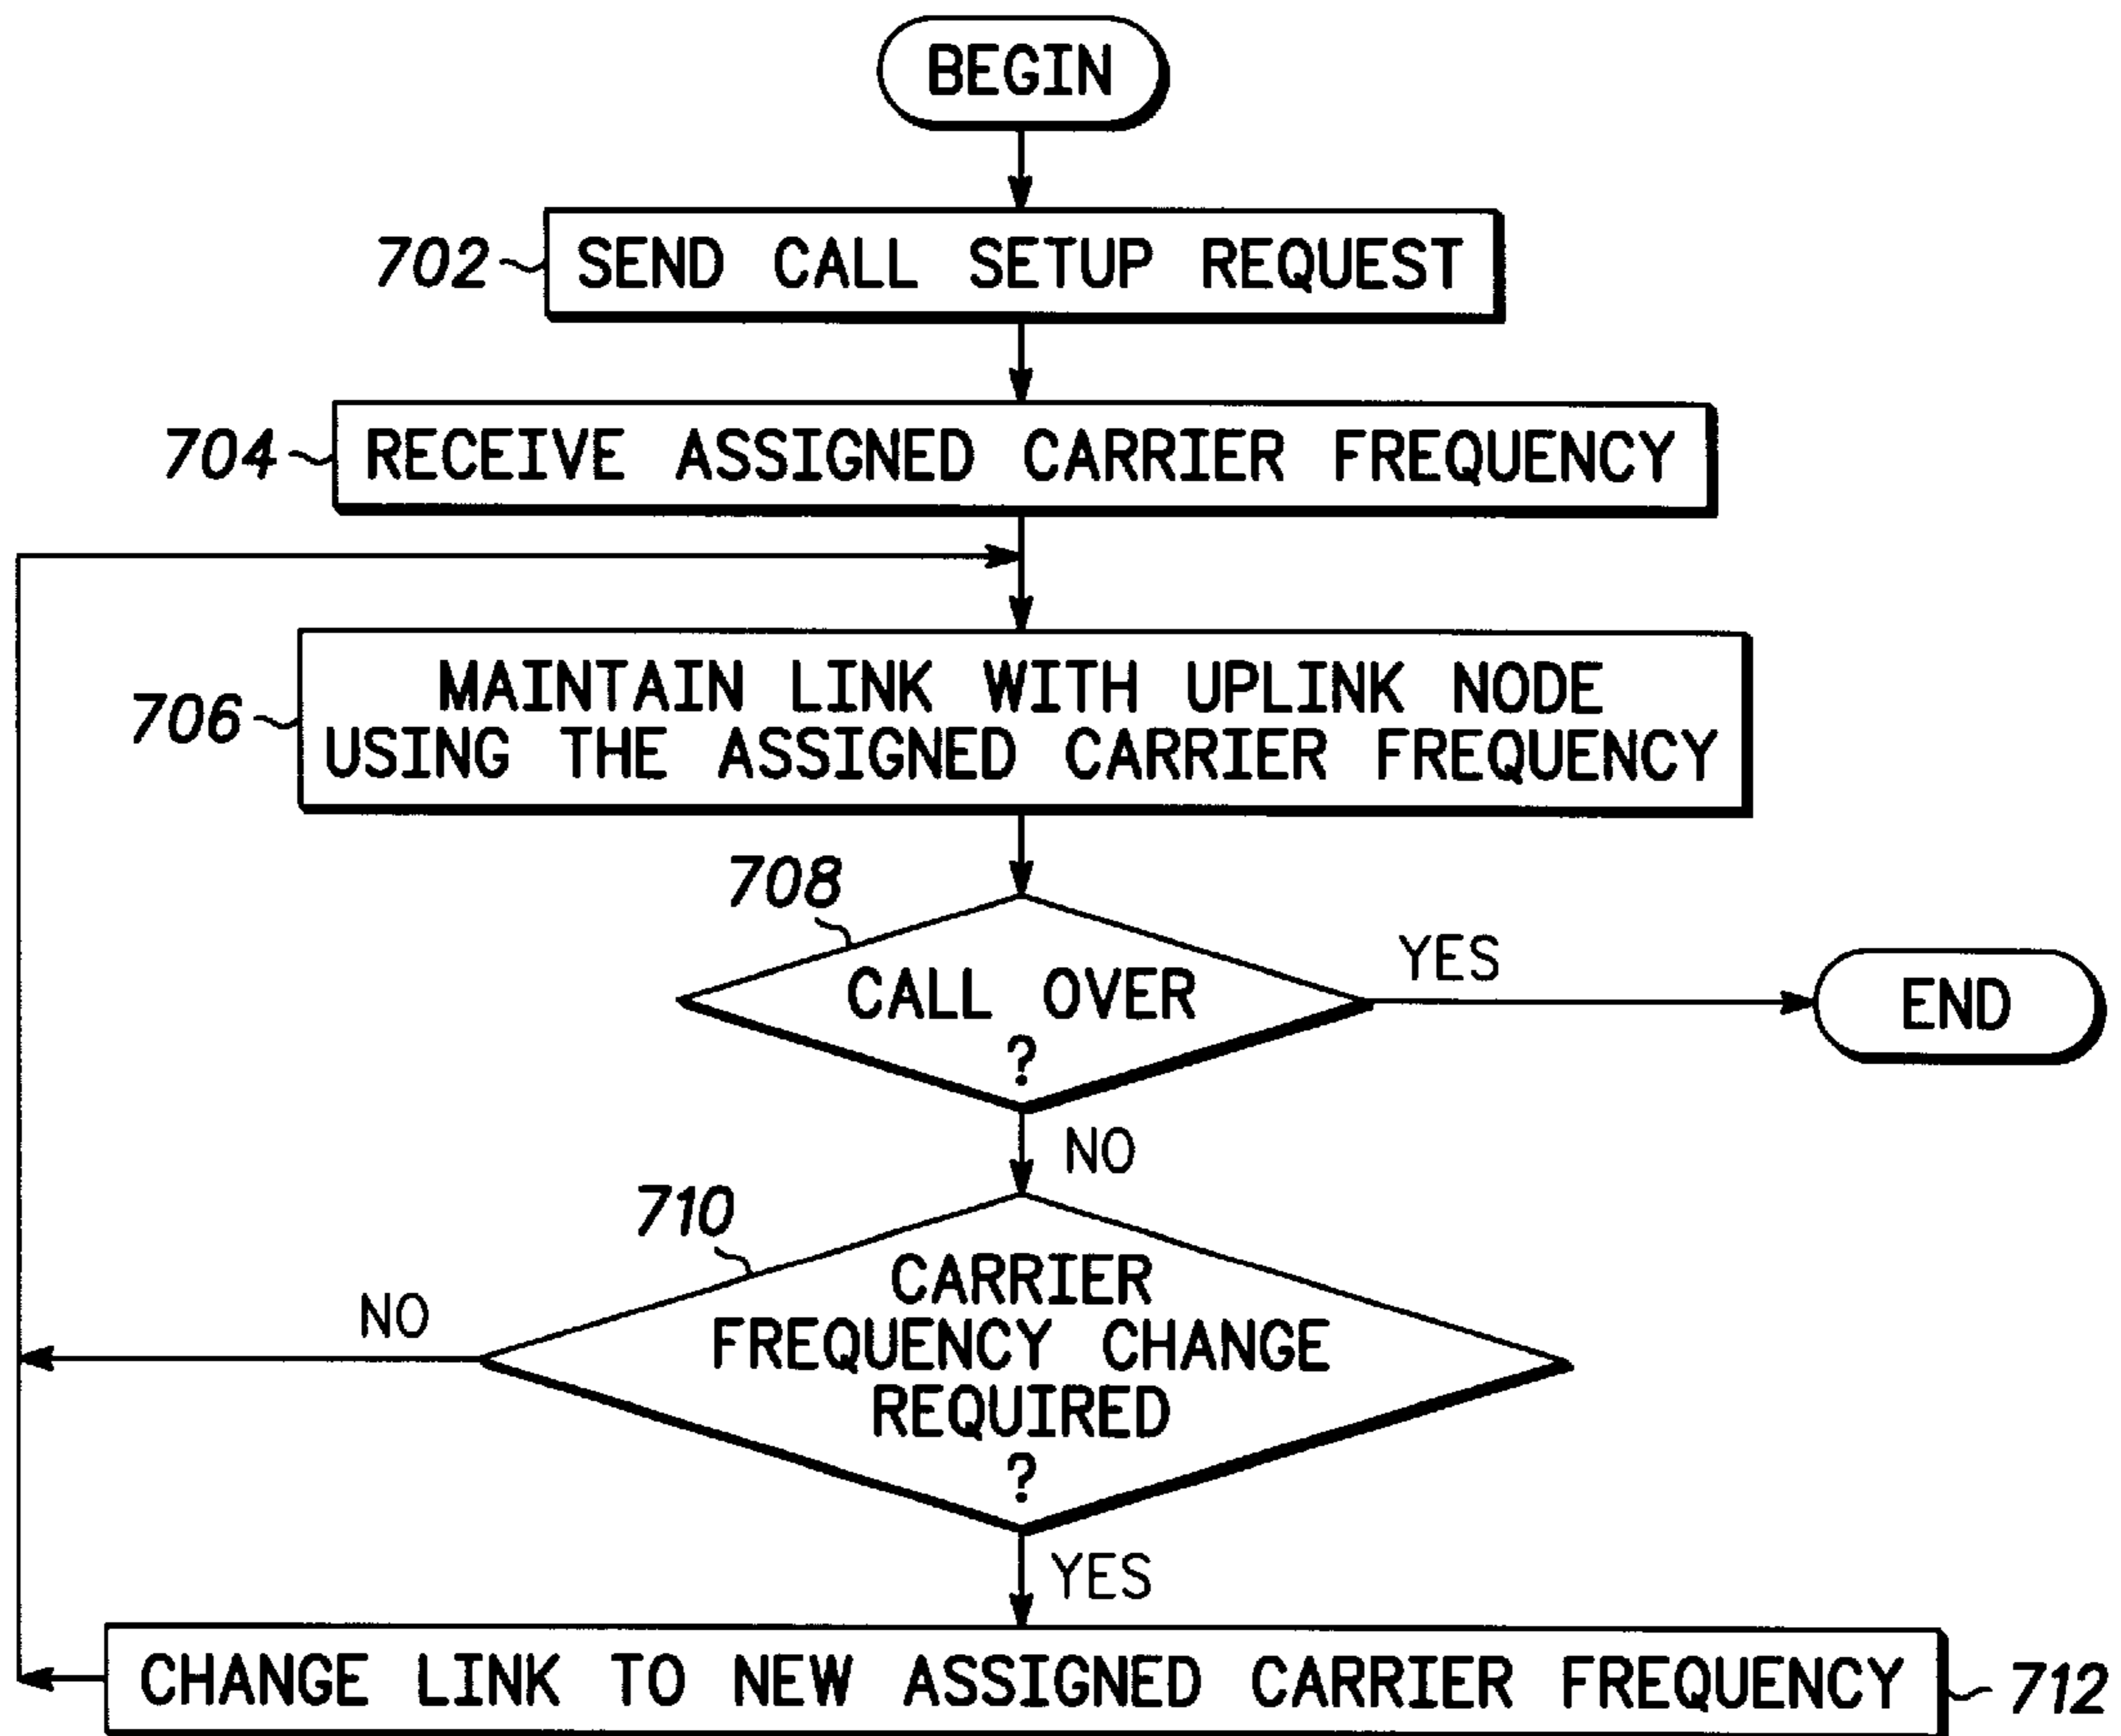 BEGIN
702
SEND CALL SETUP REQUEST
704
RECEIVE ASSIGNED CARRIER FREQUENCY
706
MAINTAIN LINK WITH UPLINK NODE
USING THE ASSIGNED CARRIER FREQUENCY
708
CALL OVER
?
YES
END
NO
710
CARRIER
FREQUENCY CHANGE
REQUIRED
?
NO
YES
CHANGE LINK TO NEW ASSIGNED CARRIER FREQUENCY
712